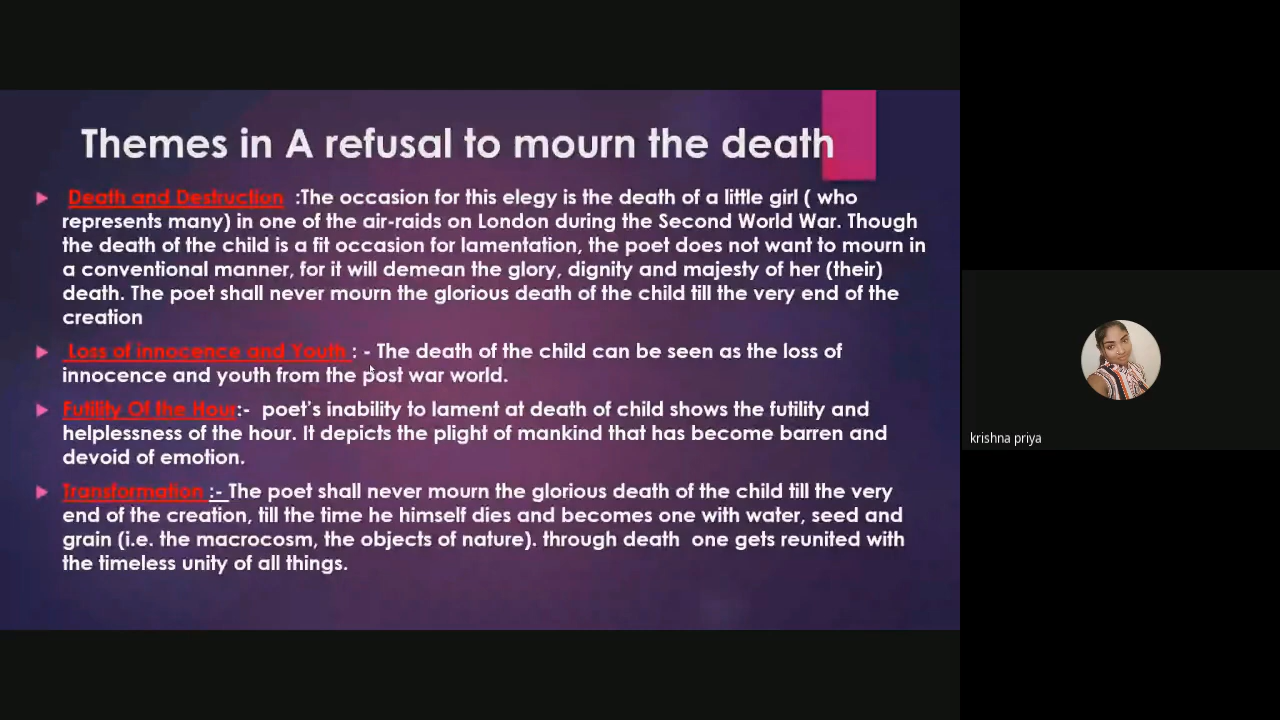 Themes in A refusal to mourn the death
Death and Destruction :The occasion for this elegy is the death of a little girl ( who
represents many) in one of the air-raids on London during the Second World War. Though
the death of the child is a fit occasion for lamentation, the poet does not want to mourn in
a conventional manner, for it will demean the glory, dignity and majesty of her (their)
death. The poet shall never mourn the glorious death of the child till the very end of the
creation
Loss of innocence and Youth : - The death of the child can be seen as the loss of
innocence and youth from the post war world.
Futility Of the Hour:- poet's inability to lament at death of child shows the futility and
helplessness of the hour. It depicts the plight of mankind that has become barren and
devoid of emotion.
Transformation :- The poet shall never mourn the glorious death of the child till the very
end of the creation, till the time he himself dies and becomes one with water, seed and
grain (i.e. the macrocosm, the objects of nature). through death one gets reunited with
the timeless unity of all things.
krishna priya